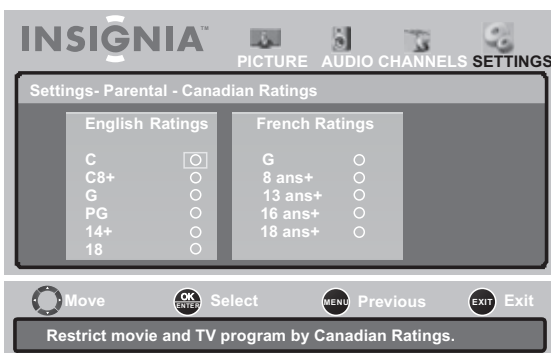 INSIGNIA™
PICTURE AUDIO CHANNELS SETTINGS
Settings- Parental - Canadian Ratings
English Ratings
C
C8+
G
PG
14+
18
French Ratings
G
8 ans+
13 ans+
16 ans+
18 ans+
Move
OK ENTER Select
MENU Previous
EXIT Exit
Restrict movie and TV program by Canadian Ratings.